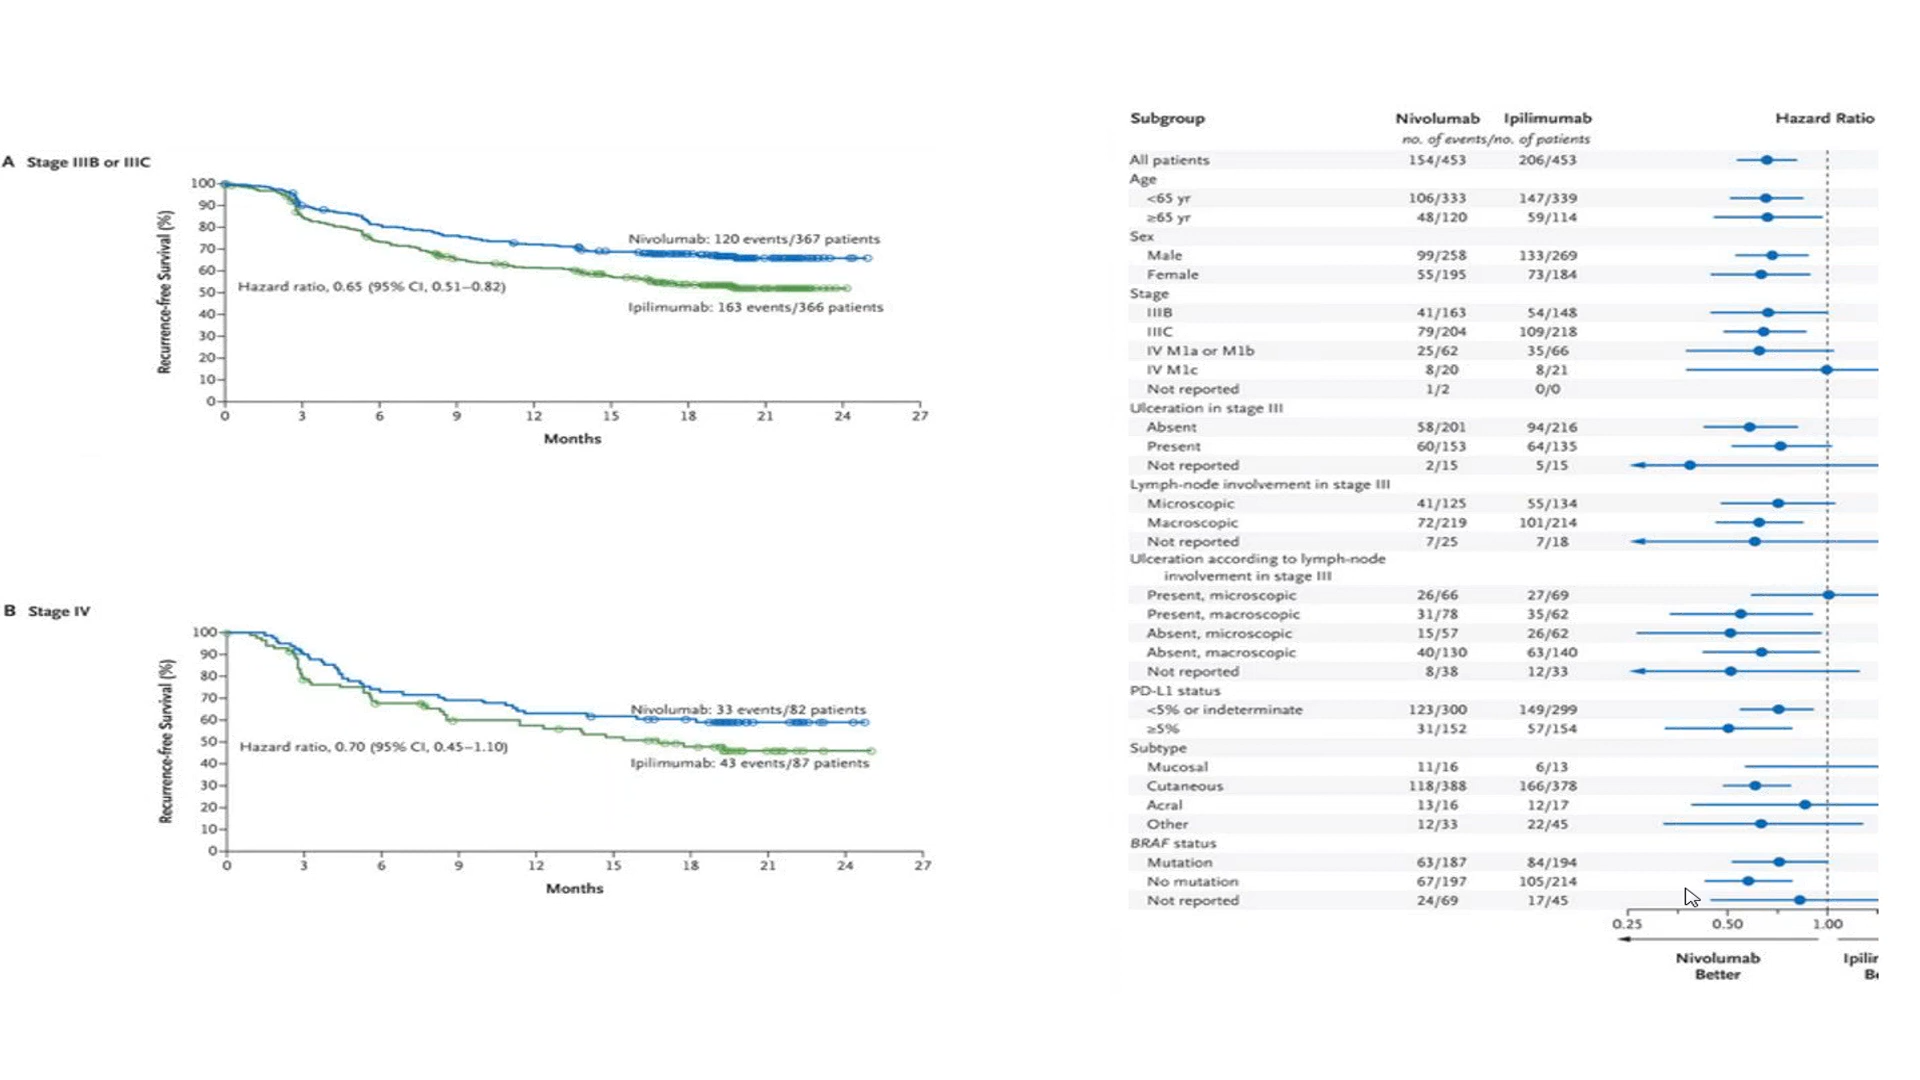 A Stage IIIB or IIIC
Recurrence-free Survival (%)
100
90
80
70
60
50
40
30
20
10
0
Nivolumab: 120 events/367 patients
Hazard ratio, 0.65 (95% CI, 0.51–0.82)
Ipilimumab: 163 events/366 patients
0 3 6 9 12 15 18 21 24 27
Months
B Stage IV
Recurrence-free Survival (%)
100
90
80
70
60
50
40
30
20
10
0
Nivolumab: 33 events/82 patients
Hazard ratio, 0.70 (95% CI, 0.45–1.10)
Ipilimumab: 43 events/87 patients
0 3 6 9 12 15 18 21 24 27
Months
Subgroup Nivolumab Ipilimumab Hazard Ratio
no. of events/no. of patients
All patients 154/453 206/453
Age
<65 yr 106/333 147/339
≥65 yr 48/120 59/114
Sex
Male 99/258 133/269
Female 55/195 73/184
Stage
IIIB 41/163 54/148
IIIC 79/204 109/218
IV M1a or M1b 25/62 35/66
IV M1c 8/20 8/21
Not reported 1/2 0/0
Ulceration in stage III
Absent 58/201 94/216
Present 60/153 64/135
Not reported 2/15 5/15
Lymph-node involvement in stage III
Microscopic 41/125 55/134
Macroscopic 72/219 101/214
Not reported 7/25 7/18
Ulceration according to lymph-node
involvement in stage III
Present, microscopic 26/66 27/69
Present, macroscopic 31/78 35/62
Absent, microscopic 15/57 26/62
Absent, macroscopic 40/130 63/140
Not reported 8/38 12/33
PD-L1 status
<5% or indeterminate 123/300 149/299
≥5% 31/152 57/154
Subtype
Mucosal 11/16 6/13
Cutaneous 118/388 166/378
Acral 13/16 12/17
Other 12/33 22/45
BRAF status
Mutation 63/187 84/194
No mutation 67/197 105/214
Not reported 24/69 17/45
0.25 0.50 1.00
Nivolumab Ipilir
Better B